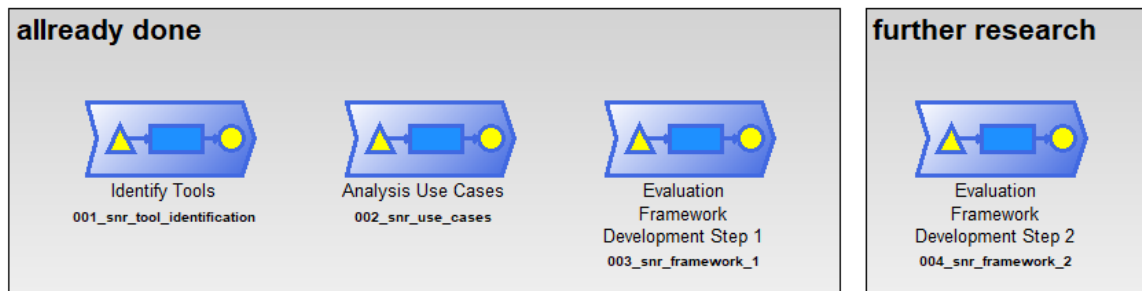 allready done
further research
Identify Tools
001_snr_tool_identification
Analysis Use Cases
002_snr_use_cases
Evaluation
Framework
Development Step 1
003_snr_framework_1
Evaluation
Framework
Development Step 2
004_snr_framework_2